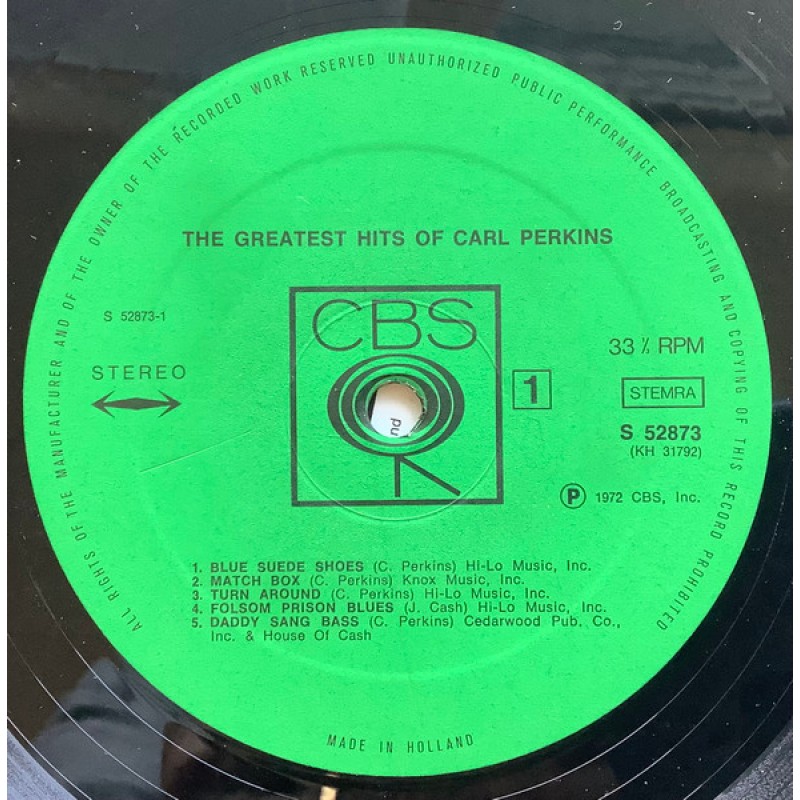 ALL RIGHTS OF THE MANUFACTURER AND OF THE OWNER OF THE RECORDED WORK RESERVED UNAUTHORIZED PUBLIC PERFORMANCE BROADCASTING AND COPYING OF THIS RECORD PROHIBITED
THE GREATEST HITS OF CARL PERKINS
S 52873-1
STEREO
CBS
1
33⅓ RPM
STEMRA
S 52873
(KH 31792)
Ⓟ 1972 CBS, Inc.
1. BLUE SUEDE SHOES (C. Perkins) Hi-Lo Music, Inc.
2. MATCH BOX (C. Perkins) Knox Music, Inc.
3. TURN AROUND (C. Perkins) Hi-Lo Music, Inc.
4. FOLSOM PRISON BLUES (J. Cash) Hi-Lo Music, Inc.
5. DADDY SANG BASS (C. Perkins) Cedarwood Pub. Co.,
Inc. & House Of Cash
MADE IN HOLLAND